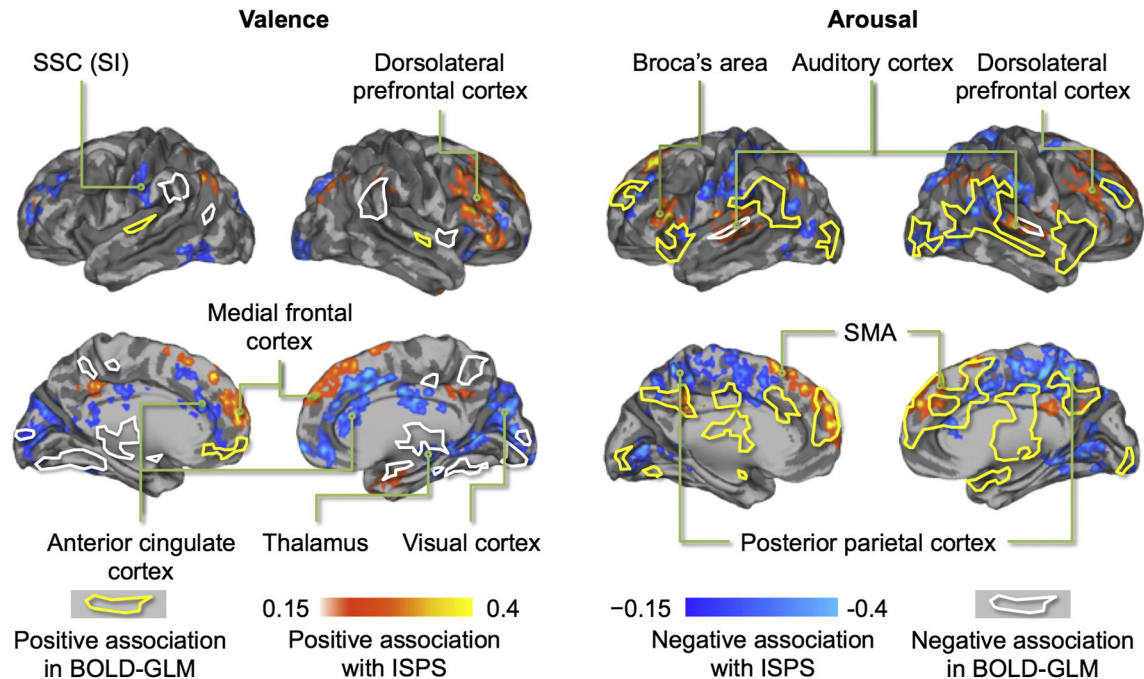 Valence
Arousal
SSC (SI)
Dorsolateral
prefrontal cortex
Broca's area
Auditory cortex
Dorsolateral
prefrontal cortex
Medial frontal
cortex
SMA
Anterior cingulate
cortex
Thalamus
Visual cortex
Posterior parietal cortex
0.15
0.4
−0.15
-0.4
Positive association
in BOLD-GLM
Positive association
with ISPS
Negative association
with ISPS
Negative association
in BOLD-GLM